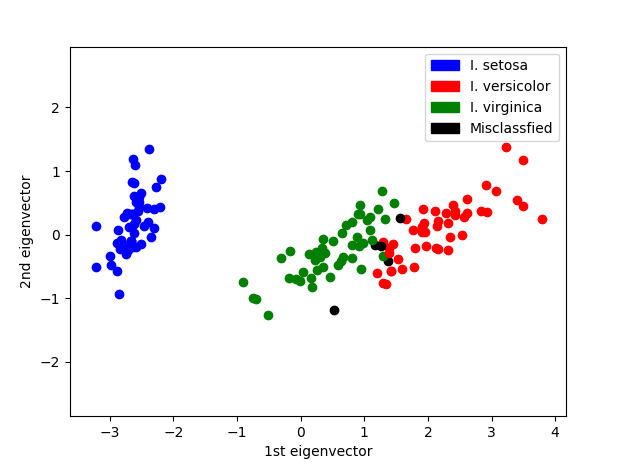 I. setosa
I. versicolor
I. virginica
Misclassfied
2
1
0
−1
−2
2nd eigenvector
−3
−2
−1
0
1
2
3
4
1st eigenvector